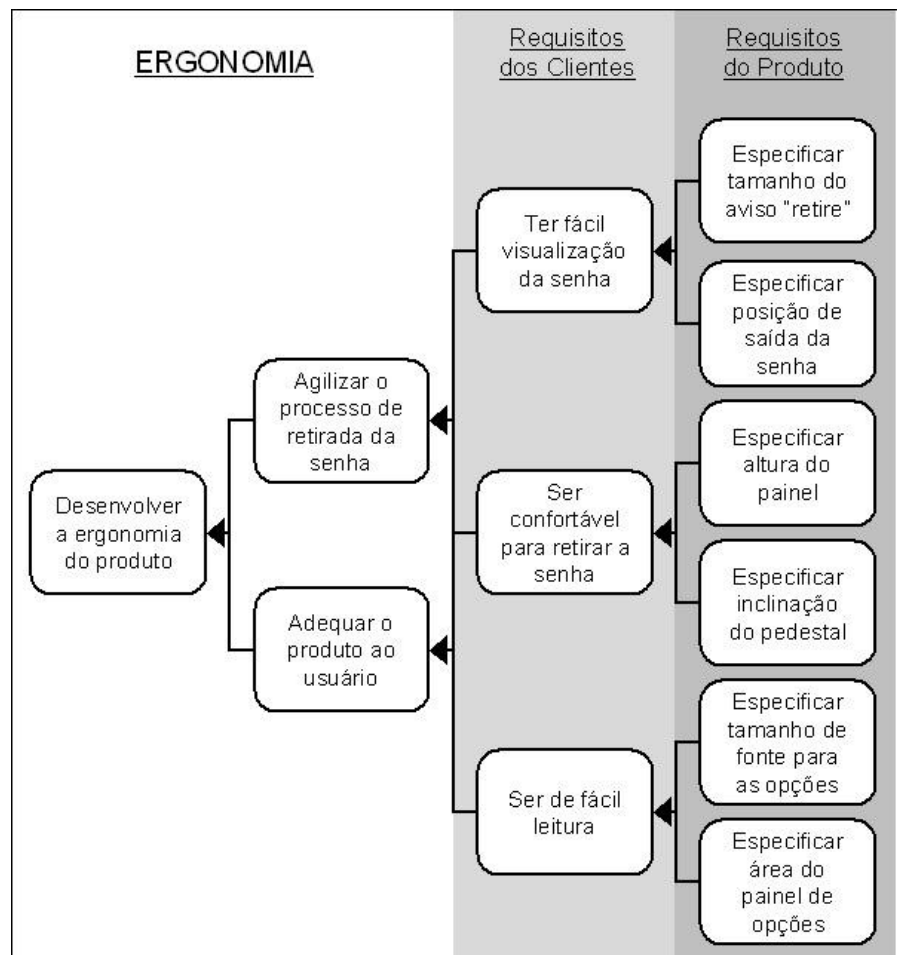 ERGONOMIA
Requisitos
dos Clientes
Requisitos
do Produto
Desenvolver
a ergonomia
do produto
Agilizar o
processo de
retirada da
senha
Adequar o
produto ao
usuário
Ter fácil
visualização
da senha
Ser
confortável
para retirar a
senha
Ser de fácil
leitura
Especificar
tamanho do
aviso "retire"
Especificar
posição de
saída da
senha
Especificar
altura do
painel
Especificar
inclinação
do pedestal
Especificar
tamanho de
fonte para
as opções
Especificar
área do
painel de
opções